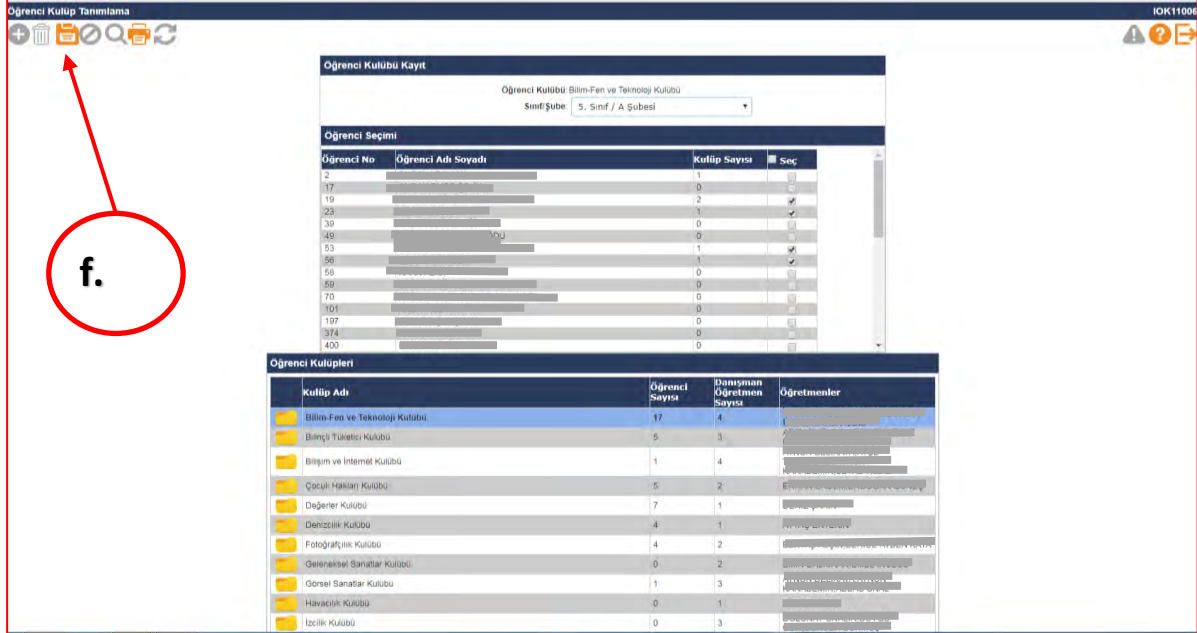 Öğrenci Kulüp Tanımlama IOK11006
Öğrenci Kulübü Kayıt
Öğrenci Kulübü: Bilim-Fen ve Teknoloji Kulübü
Sınıf/Şube: 5. Sınıf / A Şubesi
Öğrenci Seçimi
Öğrenci No Öğrenci Adı Soyadı Kulüp Sayısı Seç
2 1
17 0
19 2
23 1
39 0
49 0
53 1
56 1
58 0
59 0
70 0
101 0
197 0
374 0
400 0
f.
Öğrenci Kulüpleri
Kulüp Adı Öğrenci Sayısı Danışman Öğretmen Sayısı Öğretmenler
Bilim-Fen ve Teknoloji Kulübü 17 4
Bilinçli Tüketici Kulübü 5 3
Bilişim ve İnternet Kulübü 1 4
Çocuk Hakları Kulübü 5 2
Değerler Kulübü 7 1
Denizcilik Kulübü 4 1
Fotoğrafçılık Kulübü 4 2
Geleneksel Sanatlar Kulübü 0 2
Görsel Sanatlar Kulübü 1 3
Havacılık Kulübü 0 1
İzcilik Kulübü 0 3